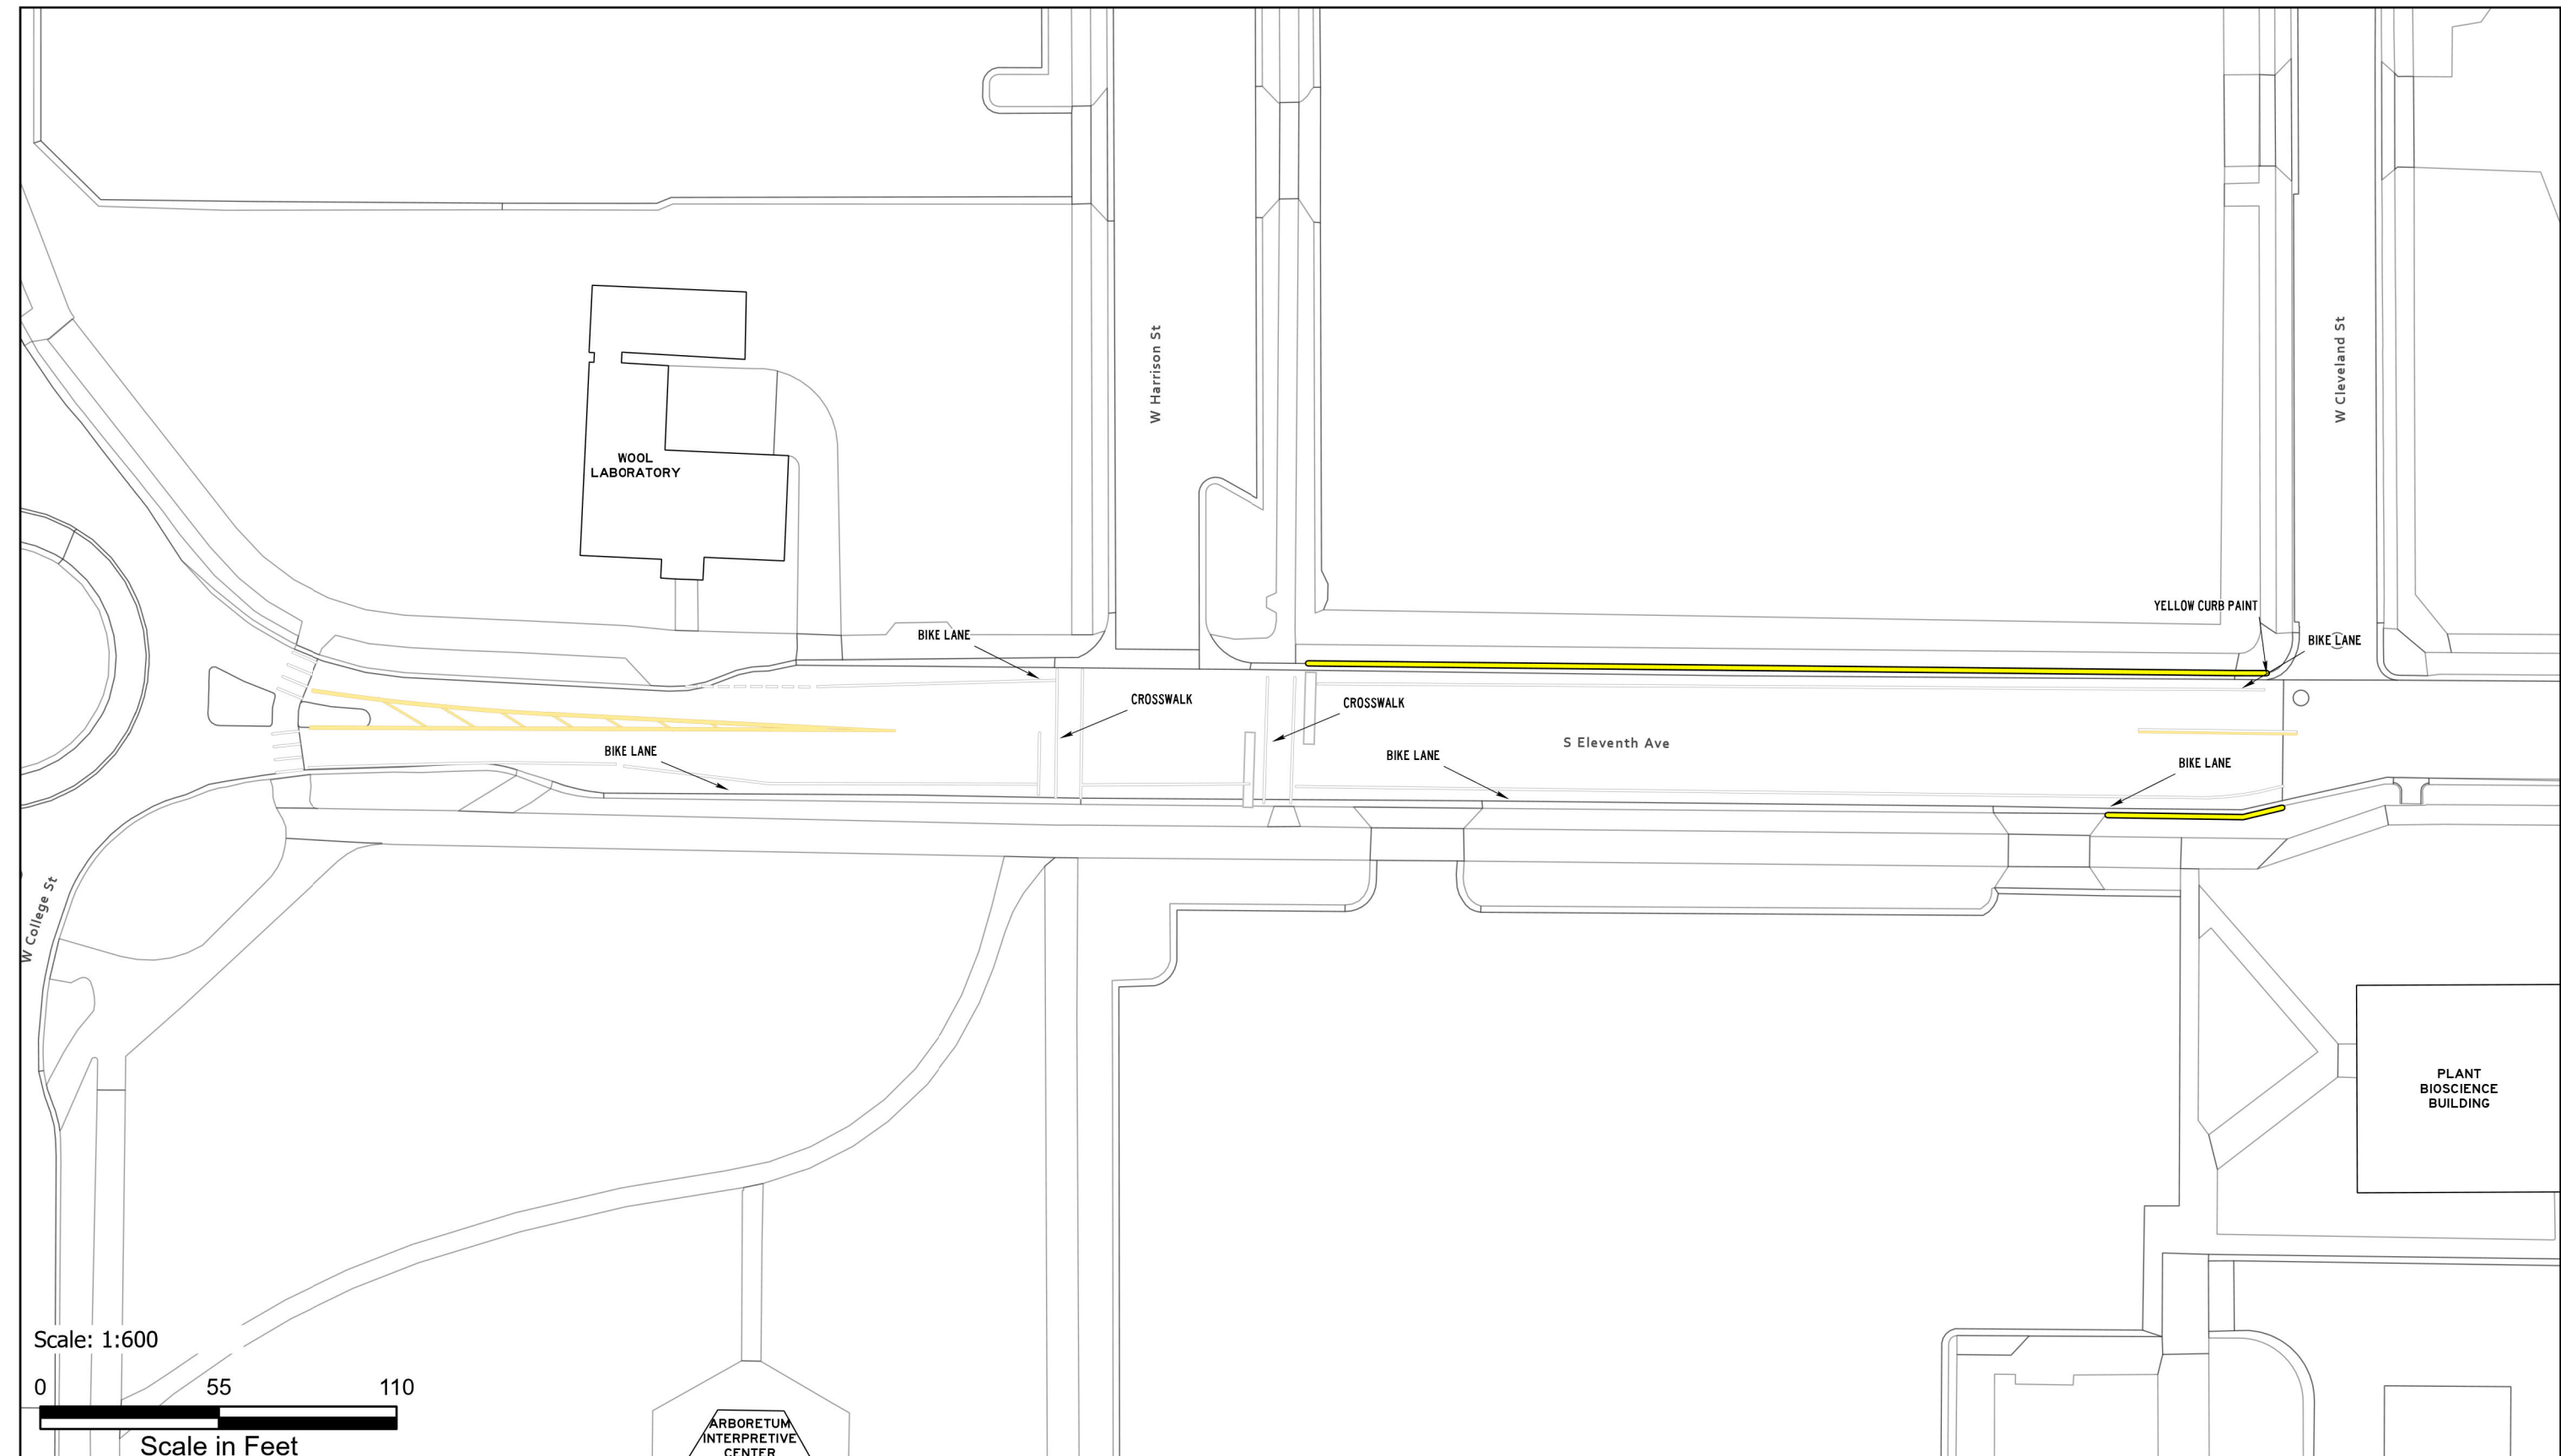 W Harrison St
W Cleveland St
WOOL
LABORATORY
YELLOW CURB PAINT
BIKE LANE
BIKE LANE
CROSSWALK
CROSSWALK
S Eleventh Ave
BIKE LANE
BIKE LANE
BIKE LANE
W College St
PLANT
BIOSCIENCE
BUILDING
Scale: 1:600
0 55 110
Scale in Feet
ARBORETUM
INTERPRETIVE
CENTER